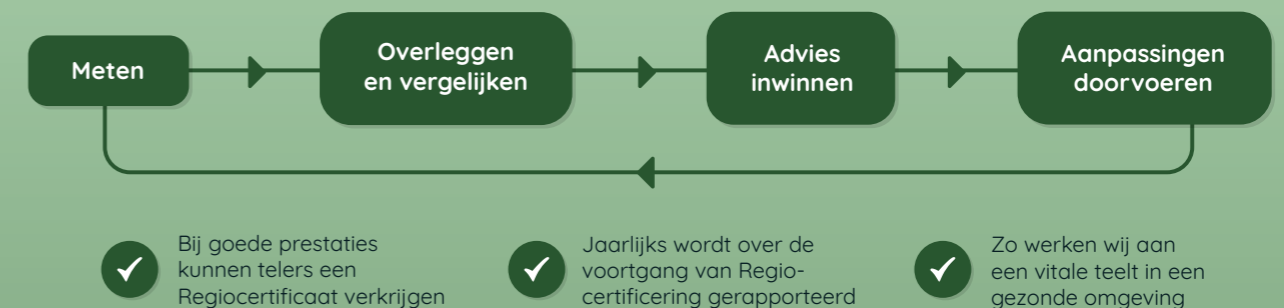 Meten
Overleggen
en vergelijken
Advies
inwinnen
Aanpassingen
doorvoeren
Bij goede prestaties
kunnen telers een
Regiocertificaat verkrijgen
Jaarlijks wordt over de
voortgang van Regio-
certificering gerapporteerd
Zo werken wij aan
een vitale teelt in een
gezonde omgeving